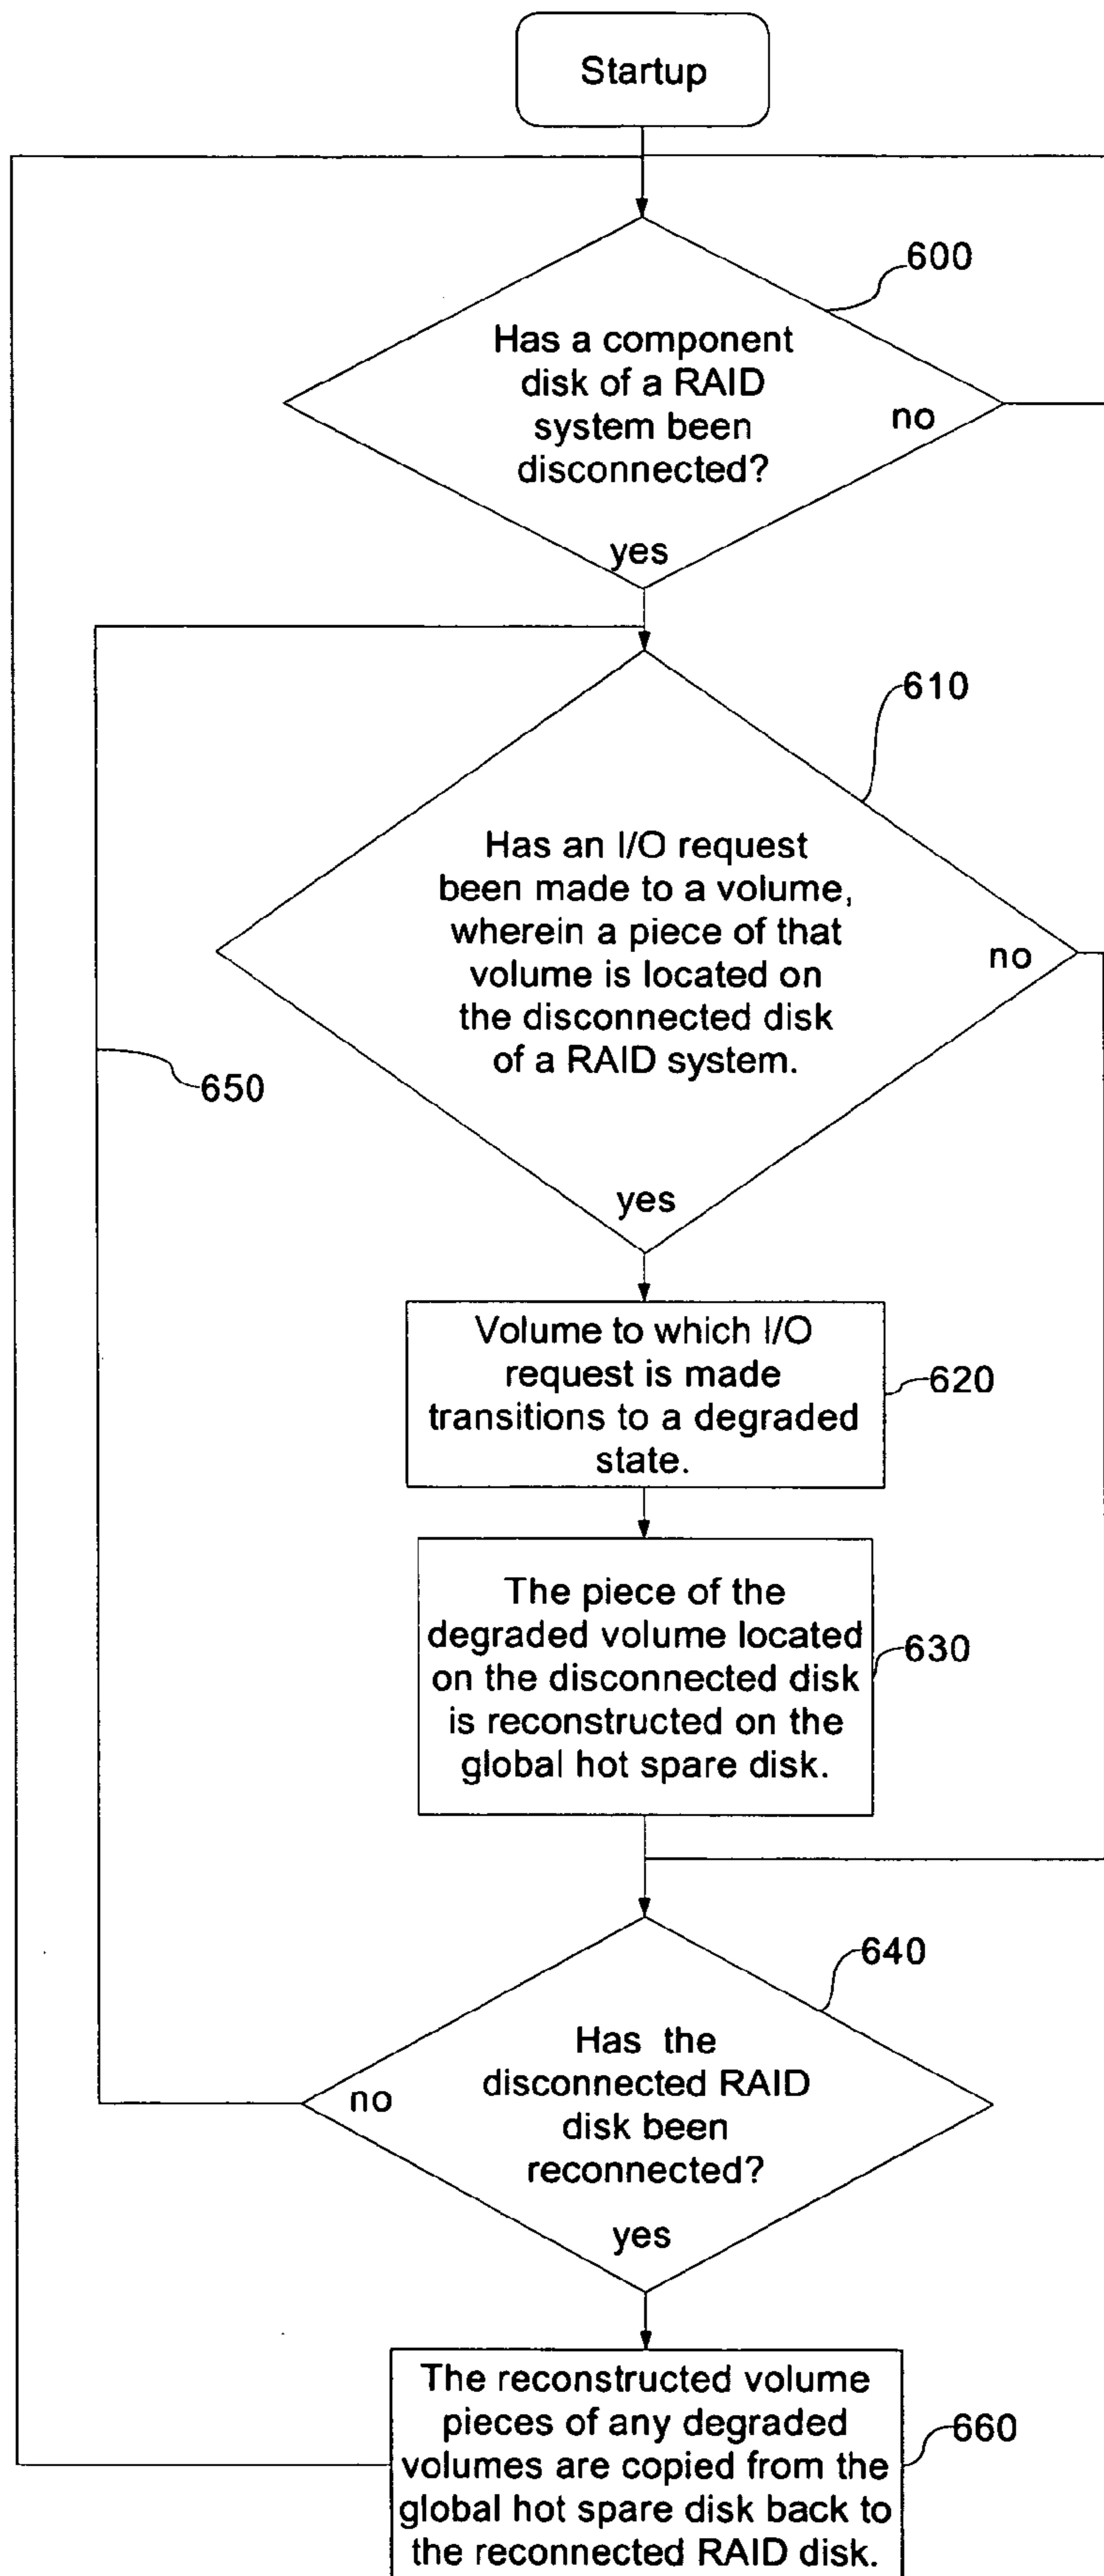 Startup
600
Has a component
disk of a RAID
system been
disconnected?
no
yes
610
Has an I/O request
been made to a volume,
wherein a piece of that
volume is located on
the disconnected disk
of a RAID system.
no
650
yes
Volume to which I/O
request is made
transitions to a degraded
state.
620
The piece of the
degraded volume located
on the disconnected disk
is reconstructed on the
global hot spare disk.
630
640
Has the
disconnected RAID
disk been
reconnected?
no
yes
The reconstructed volume
pieces of any degraded
volumes are copied from the
global hot spare disk back to
the reconnected RAID disk.
660